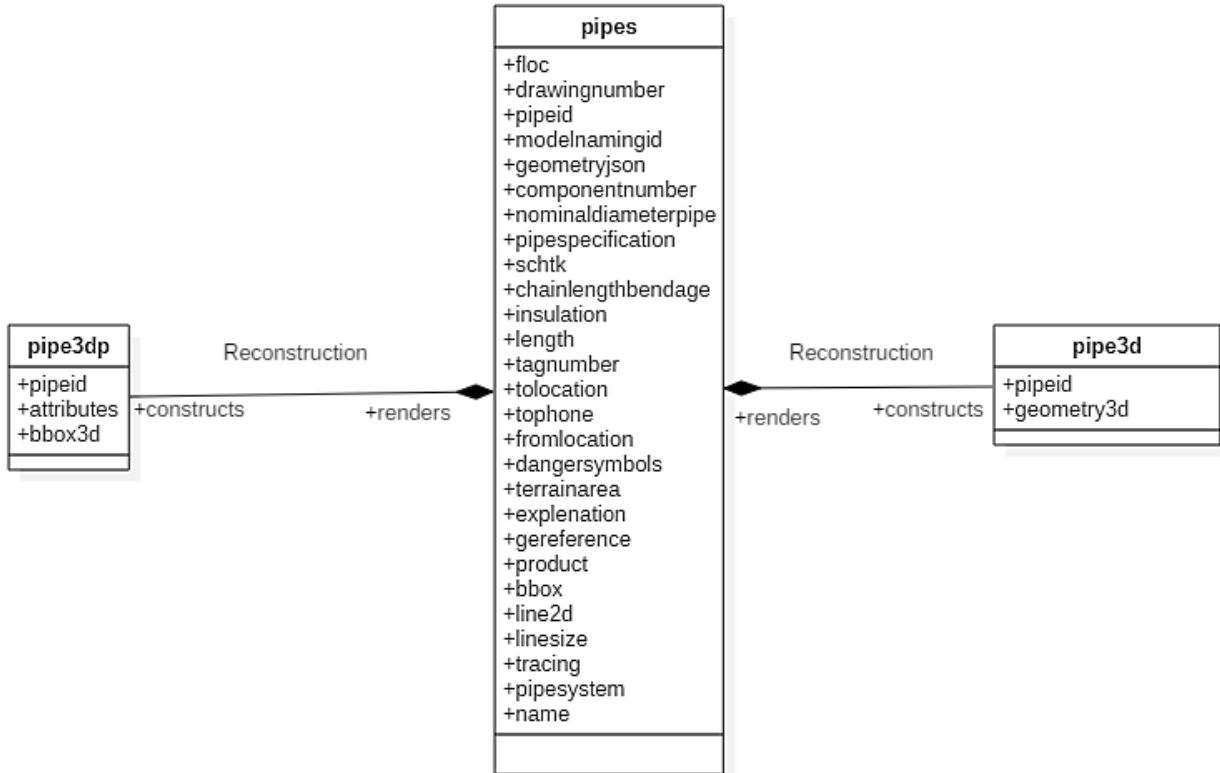 pipes
+floc
+drawingnumber
+pipeid
+modelnamingid
+geometryjson
+componentnumber
+nominaldiameterpipe
+pipespecification
+schtk
+chainlengthbendage
+insulation
+length
+tagnumber
+tolocation
+tophone
+fromlocation
+dangersymbols
+terrainarea
+explenation
+gereference
+product
+bbox
+line2d
+linesize
+tracing
+pipesystem
+name
pipe3dp
+pipeid
+attributes
+bbox3d
Reconstruction
+constructs
+renders
Reconstruction
+renders
+constructs
pipe3d
+pipeid
+geometry3d